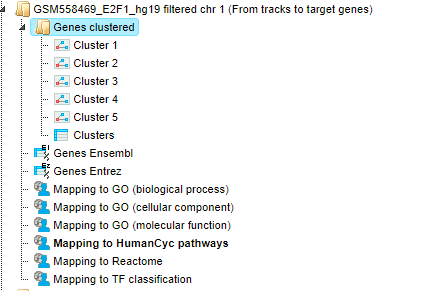 GSM558469_E2F1_hg19 filtered chr 1 (From tracks to target genes)
Genes clustered
Cluster 1
Cluster 2
Cluster 3
Cluster 4
Cluster 5
Clusters
El Genes Ensembl
Ez Genes Entrez
Mapping to GO (biological process)
Mapping to GO (cellular component)
Mapping to GO (molecular function)
Mapping to HumanCyc pathways
Mapping to Reactome
Mapping to TF classification